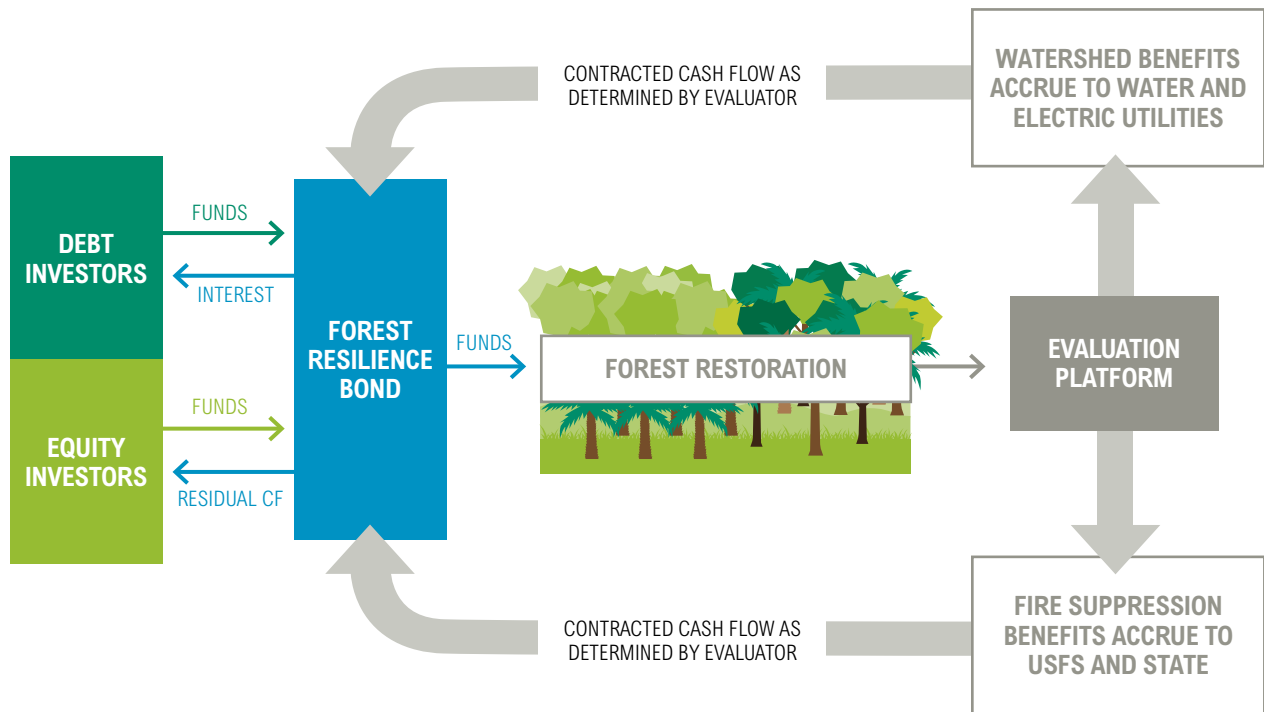 CONTRACTED CASH FLOW AS
DETERMINED BY EVALUATOR
WATERSHED BENEFITS
ACCRUE TO WATER AND
ELECTRIC UTILITIES
DEBT
INVESTORS
FUNDS
INTEREST
EQUITY
INVESTORS
FUNDS
RESIDUAL CF
FOREST
RESILIENCE
BOND
FUNDS
FOREST RESTORATION
EVALUATION
PLATFORM
CONTRACTED CASH FLOW AS
DETERMINED BY EVALUATOR
FIRE SUPPRESSION
BENEFITS ACCRUE TO
USFS AND STATE